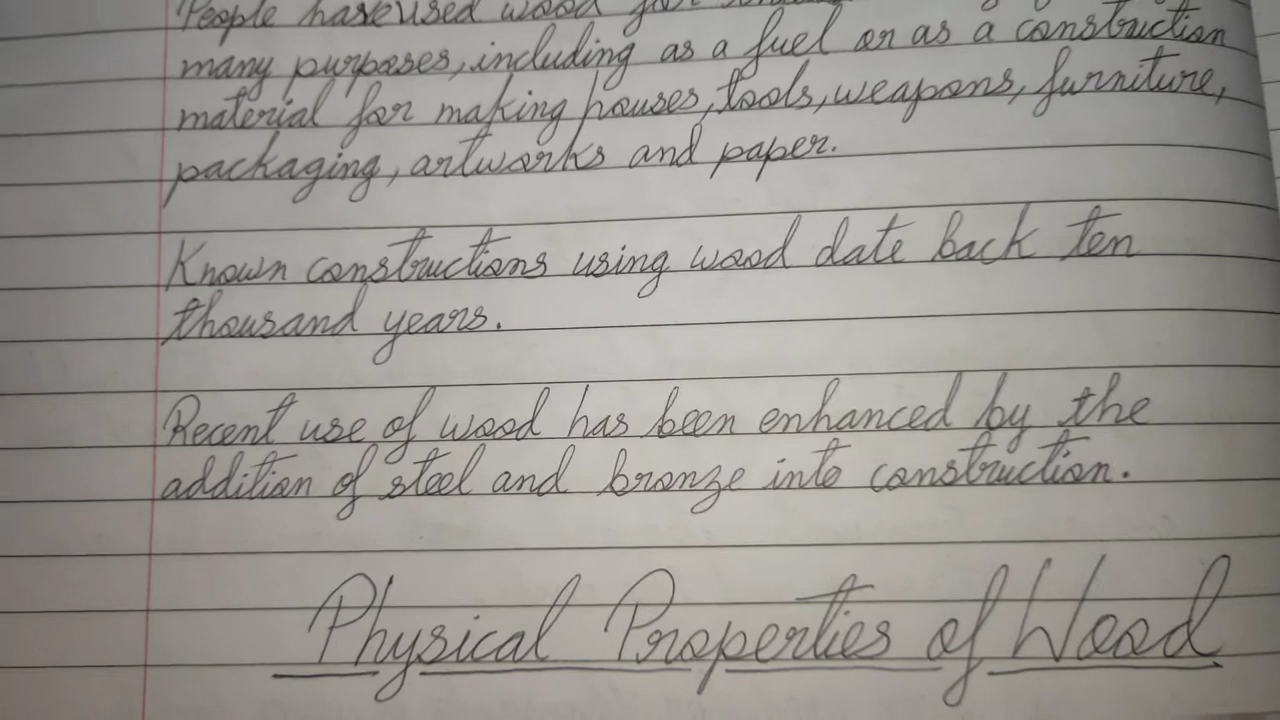 People have used wood for
many purposes, including as a fuel or as a construction
material for making houses, tools, weapons, furniture,
packaging, artworks and paper.
Known constructions using wood date back ten
thousand years.
Recent use of wood has been enhanced by the
addition of steel and bronze into construction.
Physical Properties of Wood